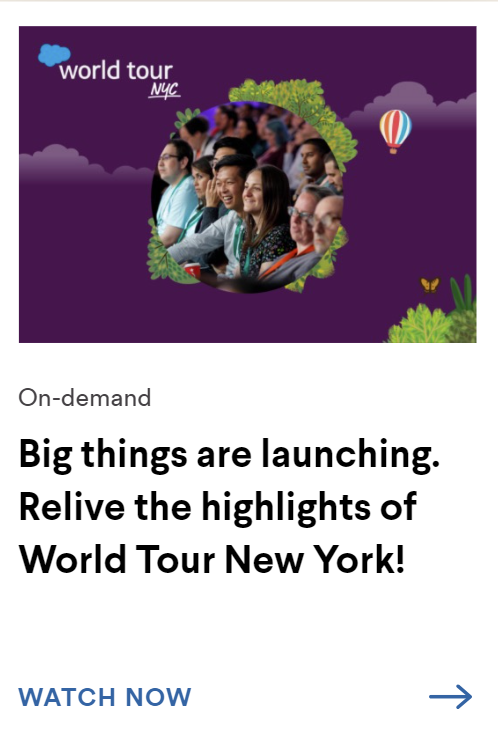 world tour
NYC
On-demand
Big things are launching.
Relive the highlights of
World Tour New York!
WATCH NOW